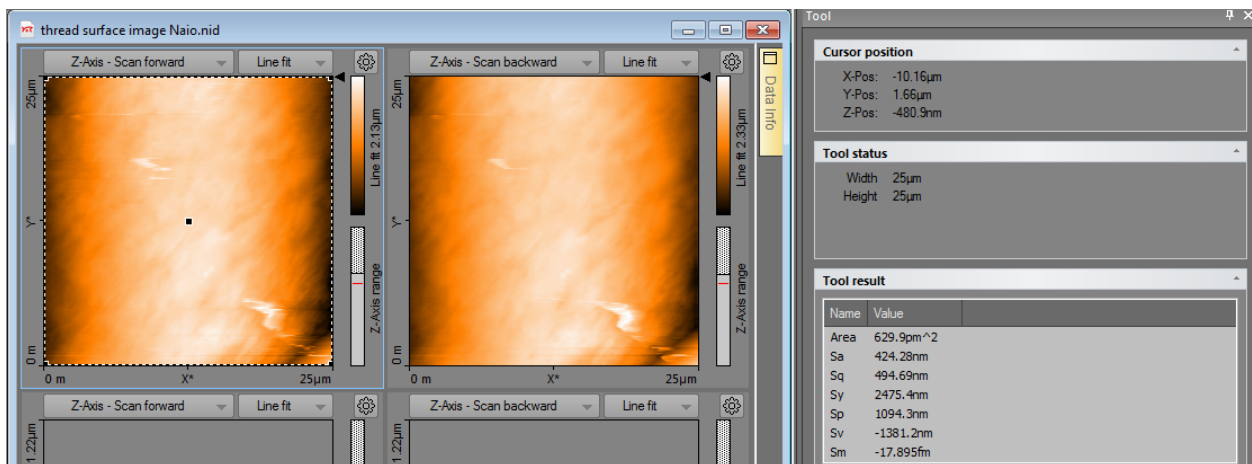 thread surface image Naio.nid
Z-Axis - Scan forward Line fit
25µm
Y*
0 m
0 m X* 25µm
Line fit 2.13µm
Z-Axis range
Z-Axis - Scan backward Line fit
25µm
Y*
0 m
0 m X* 25µm
Line fit 2.33µm
Z-Axis range
Data Info
Z-Axis - Scan forward Line fit
1.22µm
Z-Axis - Scan backward Line fit
1.22µm
Tool
Cursor position
X-Pos: -10.16µm
Y-Pos: 1.66µm
Z-Pos: -480.9nm
Tool status
Width 25µm
Height 25µm
Tool result
Name Value
Area 629.9pm^2
Sa 424.28nm
Sq 494.69nm
Sy 2475.4nm
Sp 1094.3nm
Sv -1381.2nm
Sm -17.895fm